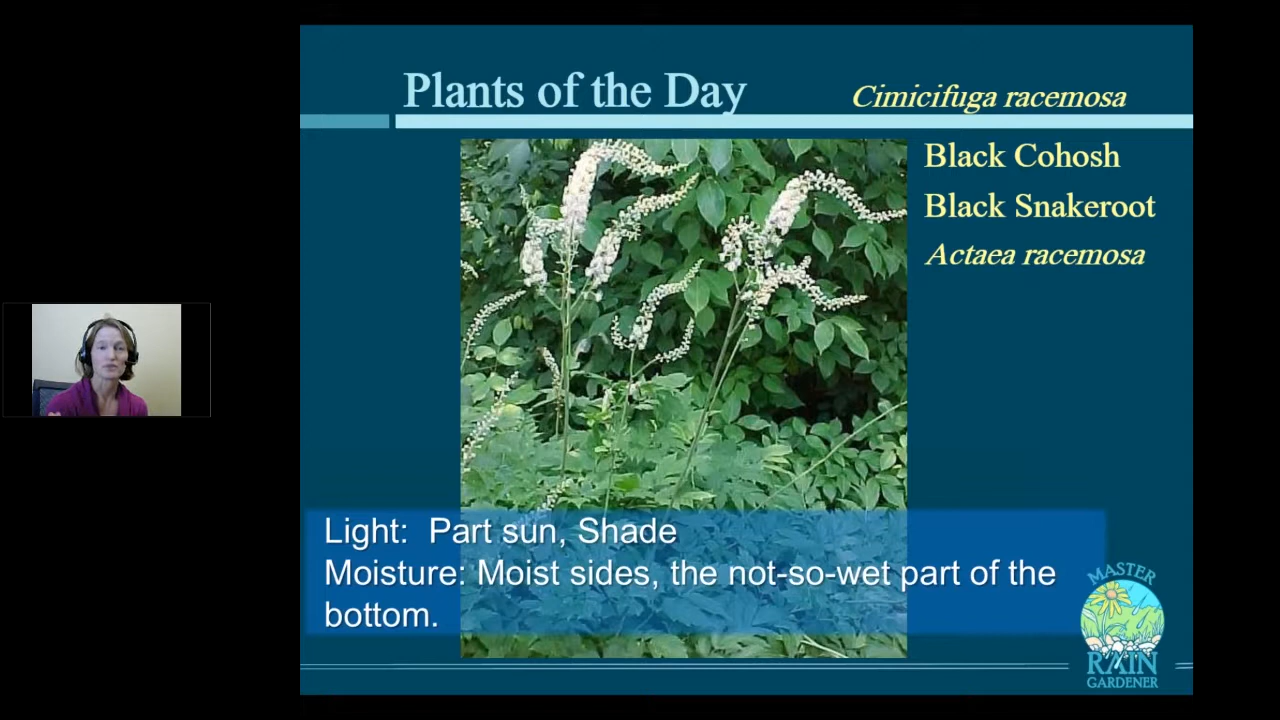 Plants of the Day
Cimicifuga racemosa
Black Cohosh
Black Snakeroot
Actaea racemosa
Light: Part sun, Shade
Moisture: Moist sides, the not-so-wet part of the
bottom.
MASTER
RAIN
GARDENER